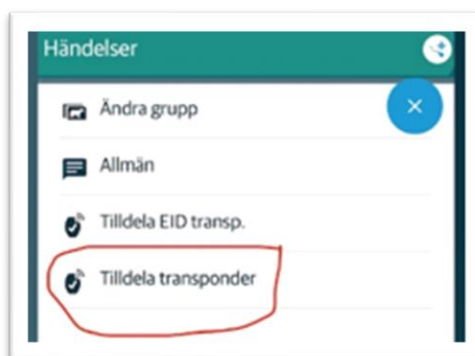 Händelser
Ändra grupp
Allmän
Tilldela EID transp.
Tilldela transponder